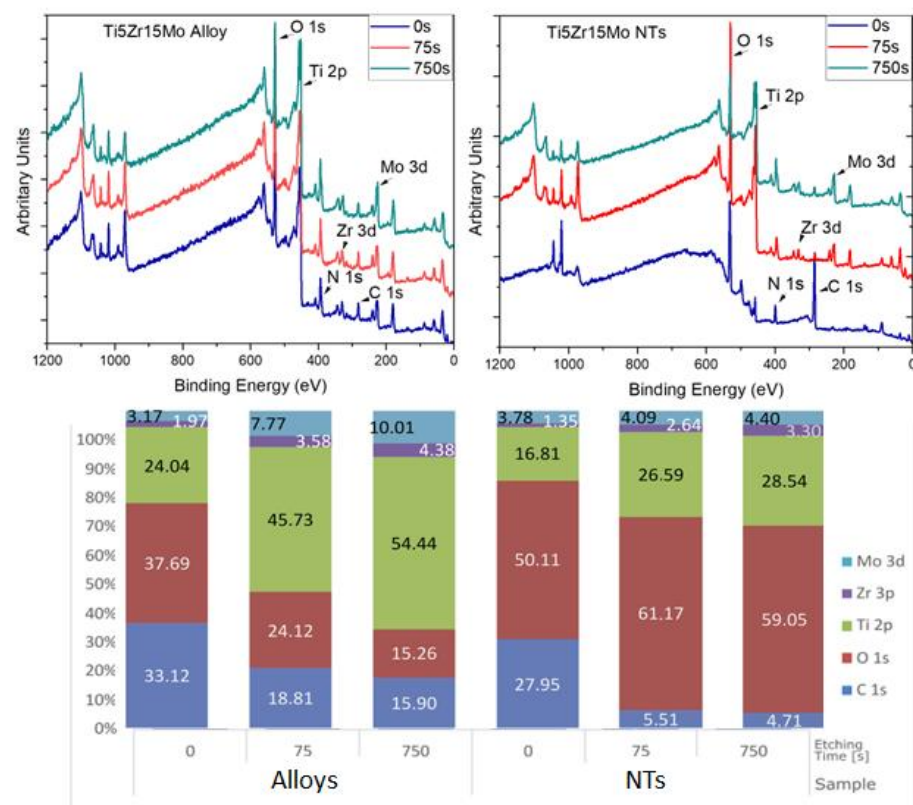 Ti5Zr15Mo Alloy
0s
75s
750s
O 1s
Ti 2p
Mo 3d
Zr 3d
N 1s
C 1s
Arbritary Units
1200 1000 800 600 400 200 0
Binding Energy (eV)
Ti5Zr15Mo NTs
0s
75s
750s
O 1s
Ti 2p
Mo 3d
Zr 3d
N 1s
C 1s
Arbitrary Units
1200 1000 800 600 400 200 0
Binding Energy (eV)
100%
90%
80%
70%
60%
50%
40%
30%
20%
10%
0%
3.17 1.97 7.77 3.58 10.01 4.38 3.78 1.35 4.09 2.64 4.40 3.30
24.04 45.73 54.44 16.81 26.59 28.54
37.69 24.12 15.26 50.11 61.17 59.05
33.12 18.81 15.90 27.95 5.51 4.71
Mo 3d
Zr 3p
Ti 2p
O 1s
C 1s
0 75 750 0 75 750
Etching
Time [s]
Alloys NTs
Sample